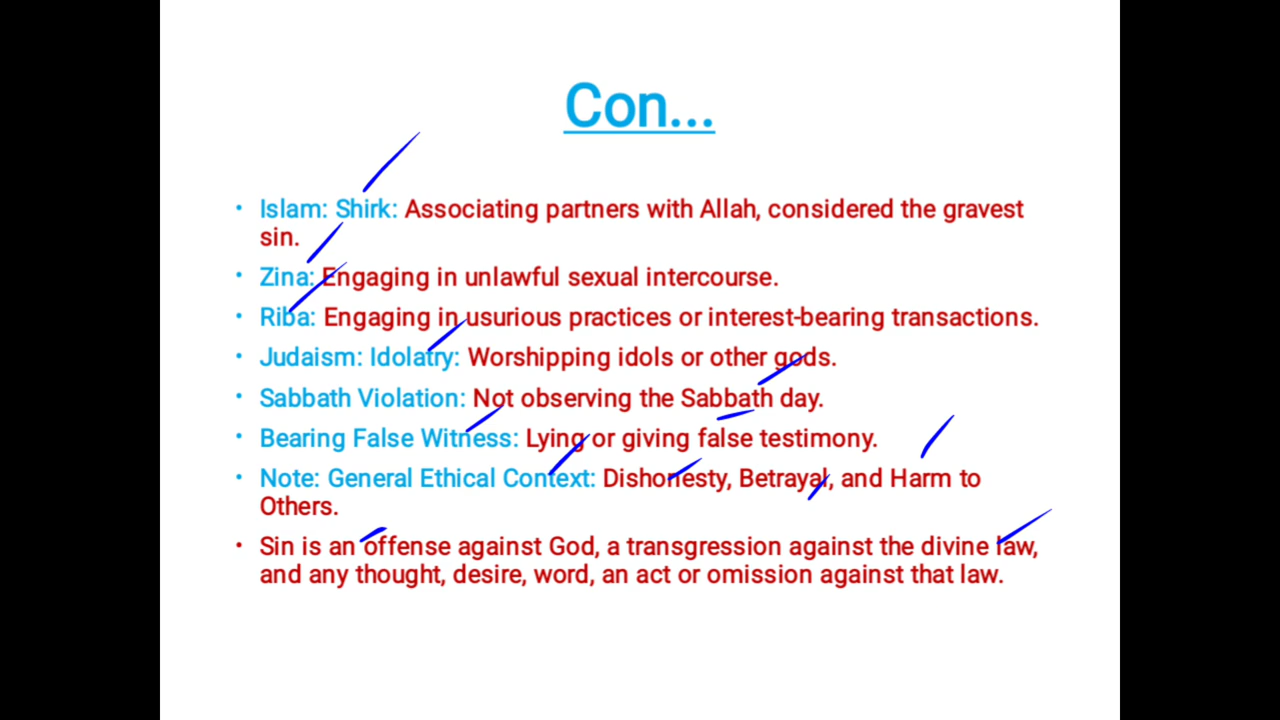 Con...
• Islam: Shirk: Associating partners with Allah, considered the gravest
sin.
• Zina: Engaging in unlawful sexual intercourse.
• Riba: Engaging in usurious practices or interest-bearing transactions.
• Judaism: Idolatry: Worshipping idols or other gods.
• Sabbath Violation: Not observing the Sabbath day.
• Bearing False Witness: Lying or giving false testimony.
• Note: General Ethical Context: Dishonesty, Betrayal, and Harm to
Others.
• Sin is an offense against God, a transgression against the divine law,
and any thought, desire, word, an act or omission against that law.